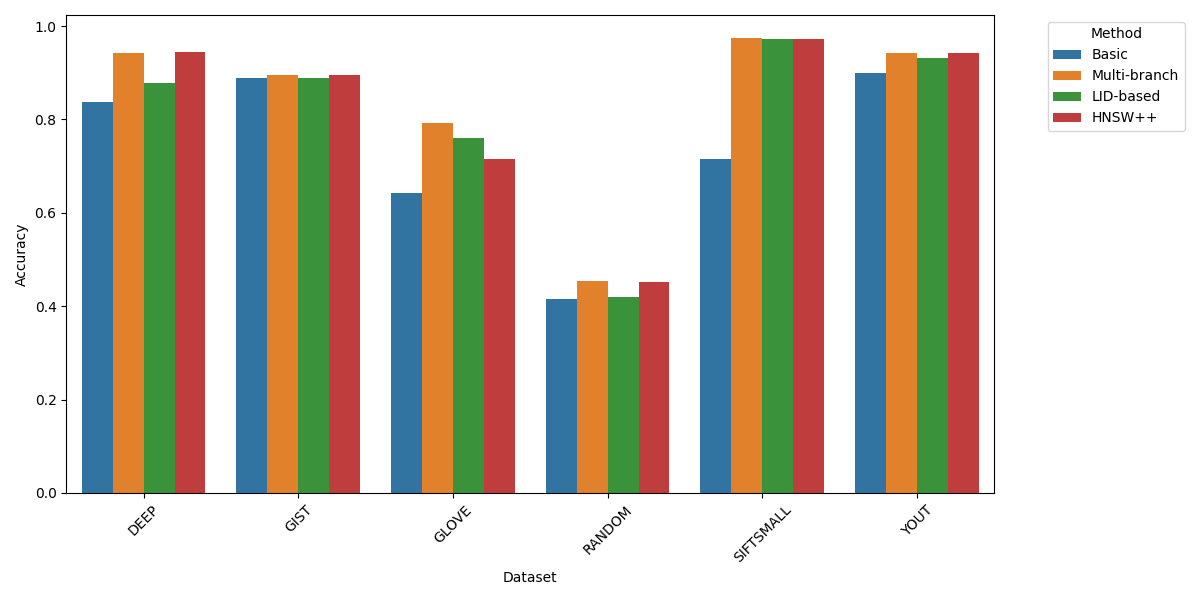 1.0
0.8
0.6
0.4
0.2
0.0
Accuracy
DEEP
GIST
GLOVE
RANDOM
SIFTSMALL
YOUT
Dataset
Method
Basic
Multi-branch
LID-based
HNSW++